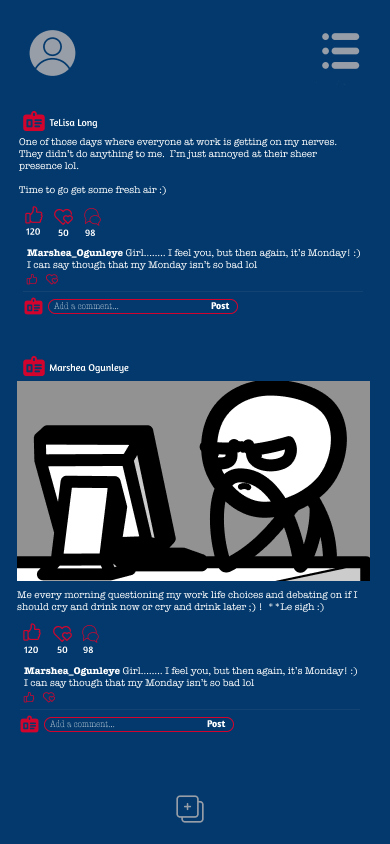 TeLisa Long
One of those days where everyone at work is getting on my nerves.
They didn't do anything to me. I'm just annoyed at their sheer
presence lol.
Time to go get some fresh air :)
120 50 98
Marshea_Ogunleye Girl........ I feel you, but then again, it's Monday! :)
I can say though that my Monday isn't so bad lol
Add a comment... Post
Marshea Ogunleye
Me every morning questioning my work life choices and debating on if I
should cry and drink now or cry and drink later ;) ! **Le sigh :)
120 50 98
Marshea_Ogunleye Girl........ I feel you, but then again, it's Monday! :)
I can say though that my Monday isn't so bad lol
Add a comment... Post